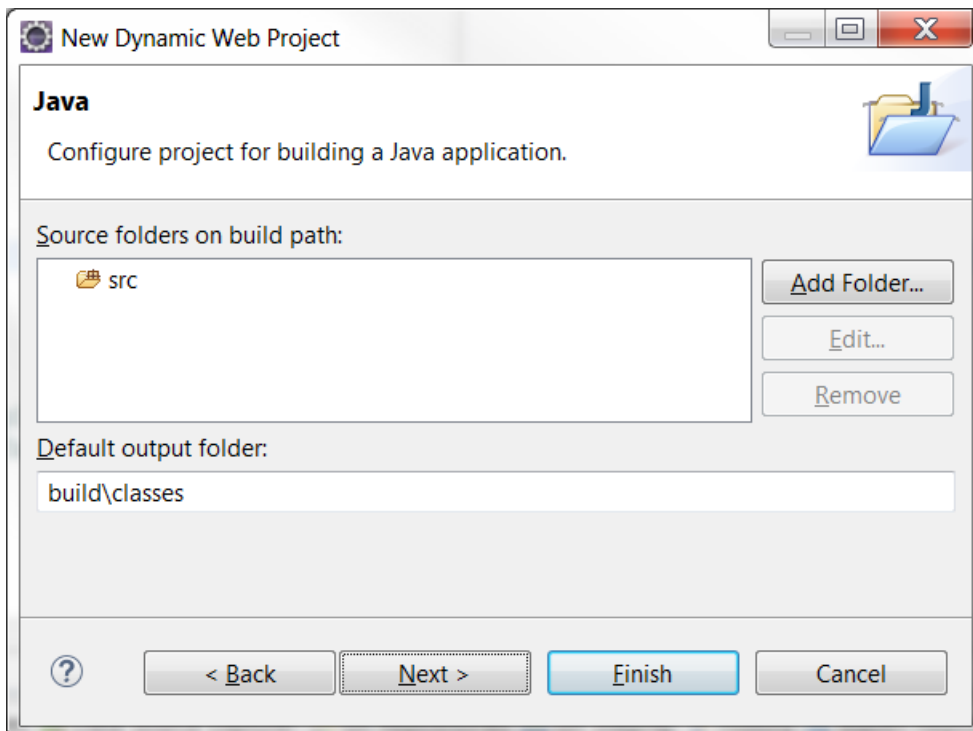 New Dynamic Web Project
Java
Configure project for building a Java application.
Source folders on build path:
src
Add Folder...
Edit...
Remove
Default output folder:
build\classes
? < Back Next > Finish Cancel